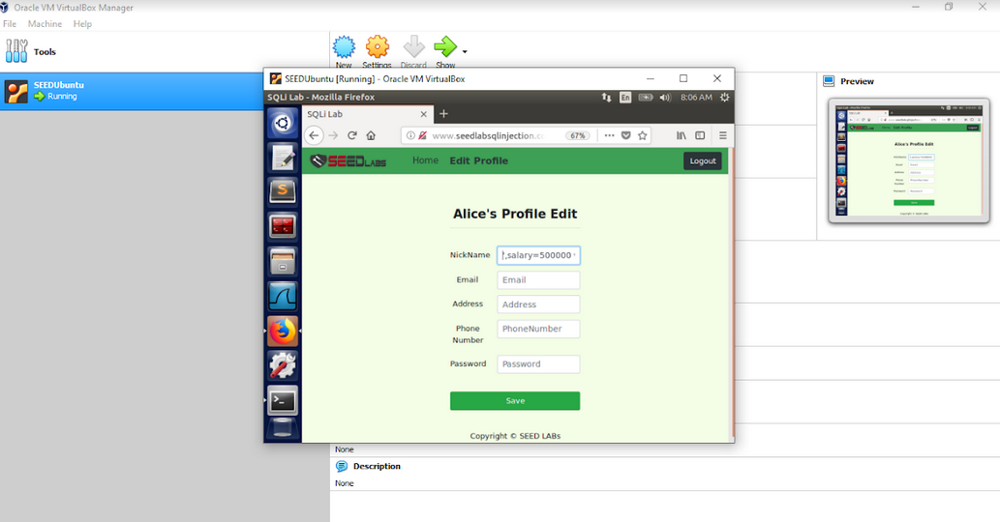 Oracle VM VirtualBox Manager
File Machine Help
Tools
New Settings Discard Show
SEEDUbuntu
Running
SEEDUbuntu [Running] - Oracle VM VirtualBox
SQLi Lab - Mozilla Firefox
En
8:06 AM
SQLi Lab
www.seedlabsqlinjection.c
67%
SEEDLABS
Home Edit Profile
Logout
Alice's Profile Edit
NickName ',salary=500000
Email Email
Address Address
Phone Number PhoneNumber
Password Password
Save
Copyright © SEED LABs
Preview
Alice's Profile Edit
None
Description
None